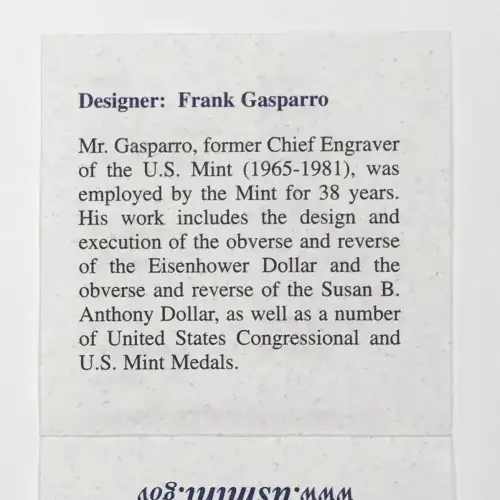 Designer: Frank Gasparro
Mr. Gasparro, former Chief Engraver
of the U.S. Mint (1965-1981), was
employed by the Mint for 38 years.
His work includes the design and
execution of the obverse and reverse
of the Eisenhower Dollar and the
obverse and reverse of the Susan B.
Anthony Dollar, as well as a number
of United States Congressional and
U.S. Mint Medals.
www.usmint.gov